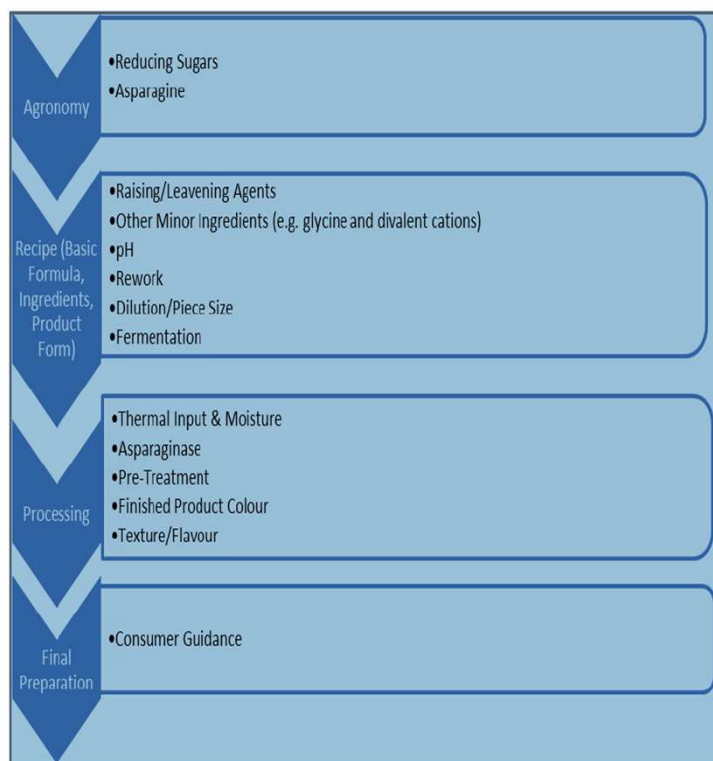 Agronomy
•Reducing Sugars
•Asparagine
Recipe (Basic
Formula,
Ingredients,
Product
Form)
•Raising/Leavening Agents
•Other Minor Ingredients (e.g. glycine and divalent cations)
•pH
•Rework
•Dilution/Piece Size
•Fermentation
Processing
•Thermal Input & Moisture
•Asparaginase
•Pre-Treatment
•Finished Product Colour
•Texture/Flavour
Final
Preparation
•Consumer Guidance